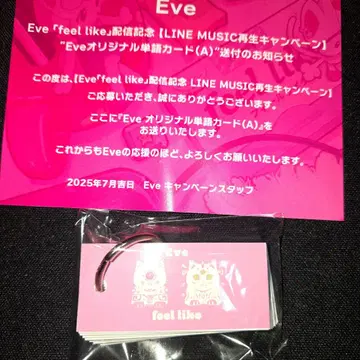 Eve
Eve「feel like」配信記念【LINE MUSIC再生キャンペーン】
"Eveオリジナル単語カード(A)"送付のお知らせ
この度は、【Eve「feel like」配信記念 LINE MUSIC再生キャンペーン】
ご応募いただき、誠にありがとうございます。
ここに『Eve オリジナル単語カード(A)』を
お送りいたします。
これからもEveの応援のほど、よろしくお願いいたします。
2025年7月吉日 Eve キャンペーンスタッフ
Eve
feel like